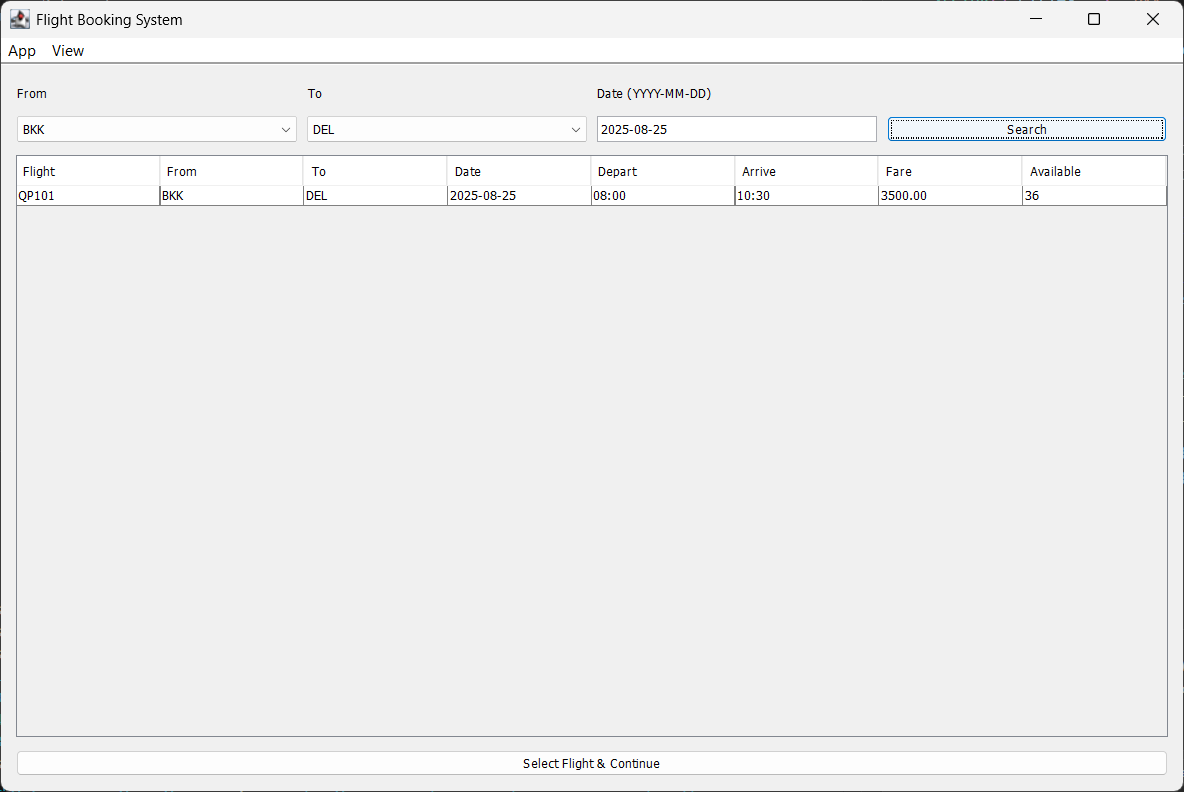 Flight Booking System
App View
From To Date (YYYY-MM-DD)
BKK DEL 2025-08-25 Search
Flight From To Date Depart Arrive Fare Available
QP101 BKK DEL 2025-08-25 08:00 10:30 3500.00 36
Select Flight & Continue